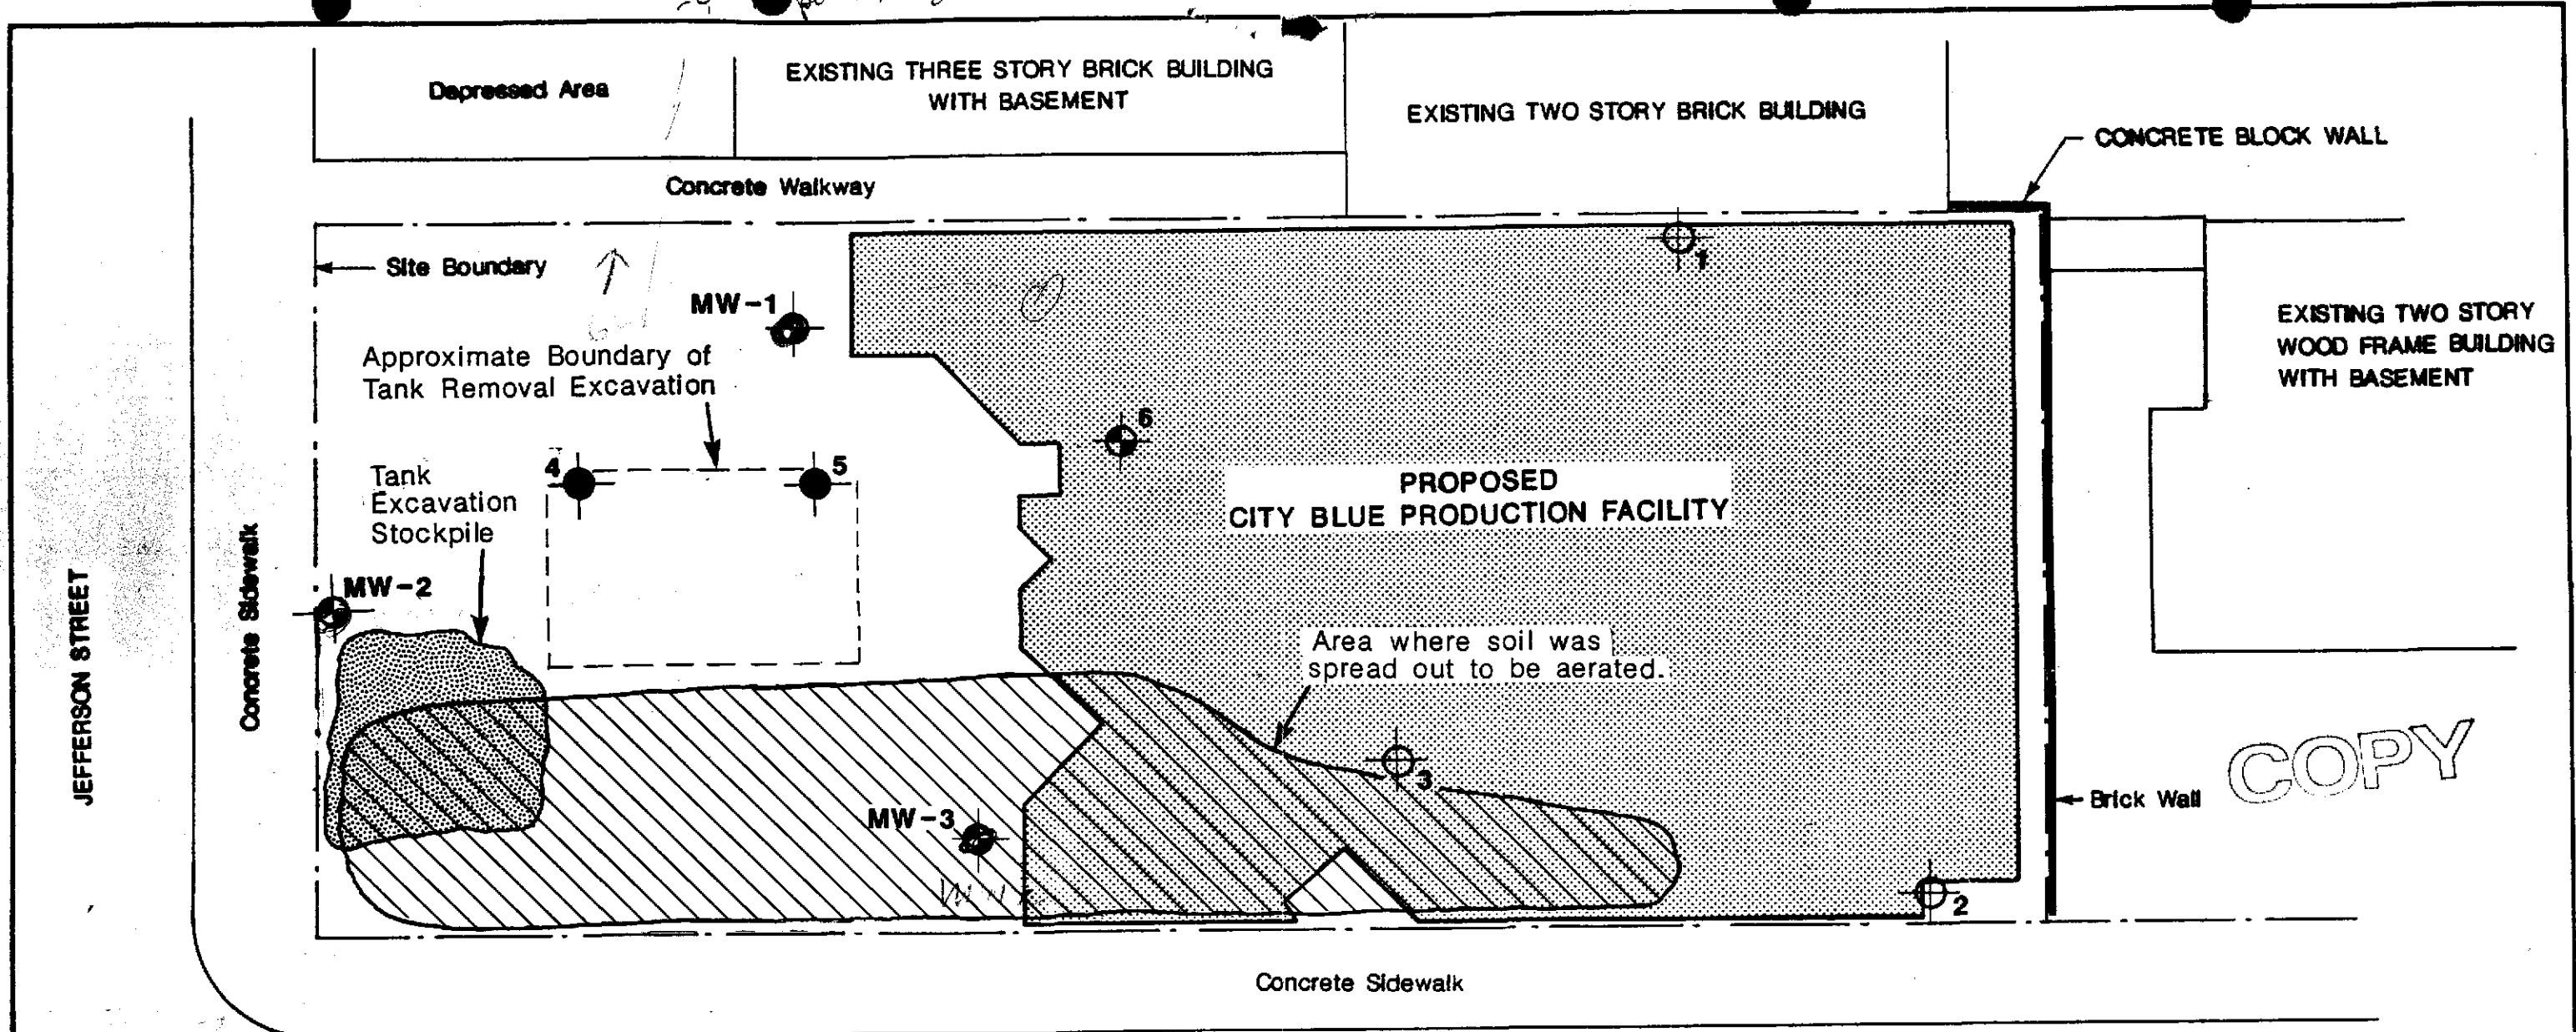 Depressed Area
EXISTING THREE STORY BRICK BUILDING
WITH BASEMENT
EXISTING TWO STORY BRICK BUILDING
CONCRETE BLOCK WALL
Concrete Walkway
Site Boundary
1
MW-1
EXISTING TWO STORY
WOOD FRAME BUILDING
WITH BASEMENT
Approximate Boundary of
Tank Removal Excavation
6
4
5
Tank
Excavation
Stockpile
PROPOSED
CITY BLUE PRODUCTION FACILITY
JEFFERSON STREET
Concrete Sidewalk
MW-2
Area where soil was
spread out to be aerated.
3
MW-3
Brick Wall
COPY
2
Concrete Sidewalk